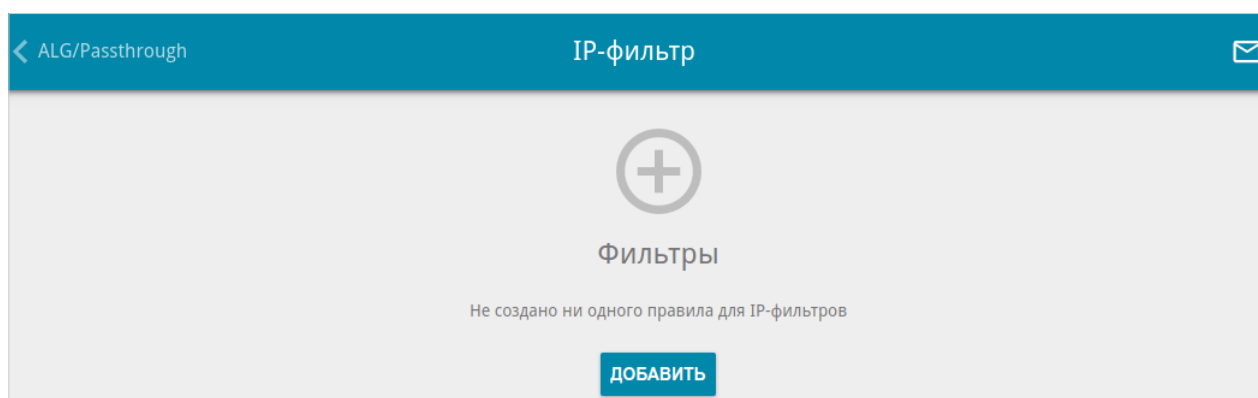 ALG/Passthrough
IP-фильтр
Фильтры
Не создано ни одного правила для IP-фильтров
ДОБАВИТЬ